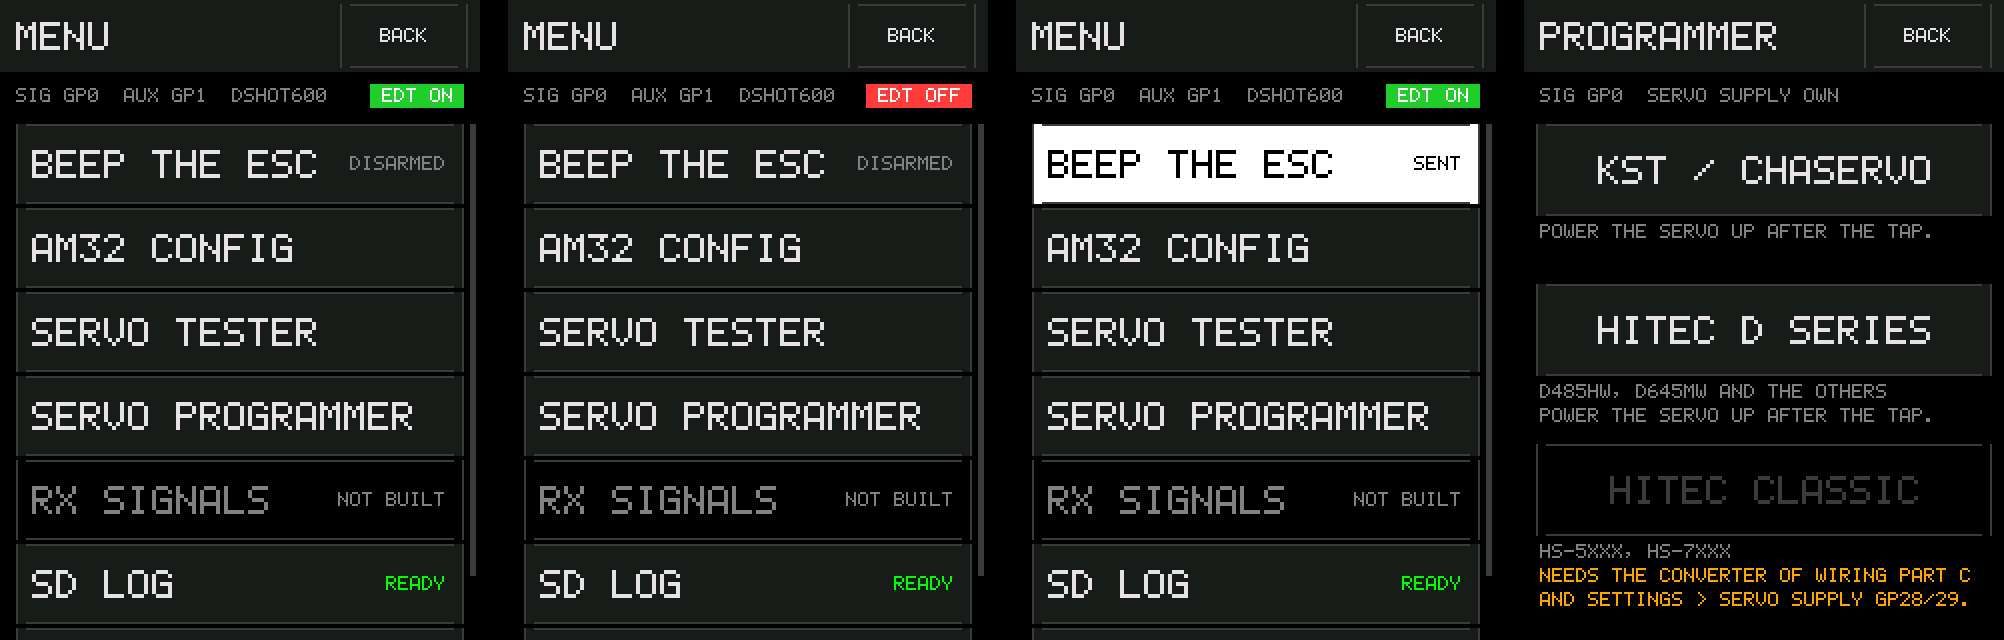 MENU BACK
SIG GP0 AUX GP1 DSHOT600 EDT ON
BEEP THE ESC DISARMED
AM32 CONFIG
SERVO TESTER
SERVO PROGRAMMER
RX SIGNALS NOT BUILT
SD LOG READY
MENU BACK
SIG GP0 AUX GP1 DSHOT600 EDT OFF
BEEP THE ESC DISARMED
AM32 CONFIG
SERVO TESTER
SERVO PROGRAMMER
RX SIGNALS NOT BUILT
SD LOG READY
MENU BACK
SIG GP0 AUX GP1 DSHOT600 EDT ON
BEEP THE ESC SENT
AM32 CONFIG
SERVO TESTER
SERVO PROGRAMMER
RX SIGNALS NOT BUILT
SD LOG READY
PROGRAMMER BACK
SIG GP0 SERVO SUPPLY OWN
KST / CHASERVO
POWER THE SERVO UP AFTER THE TAP.
HITEC D SERIES
D485HW, D645MW AND THE OTHERS
POWER THE SERVO UP AFTER THE TAP.
HITEC CLASSIC
HS-5XXX, HS-7XXX
NEEDS THE CONVERTER OF WIRING PART C
AND SETTINGS > SERVO SUPPLY GP28/29.